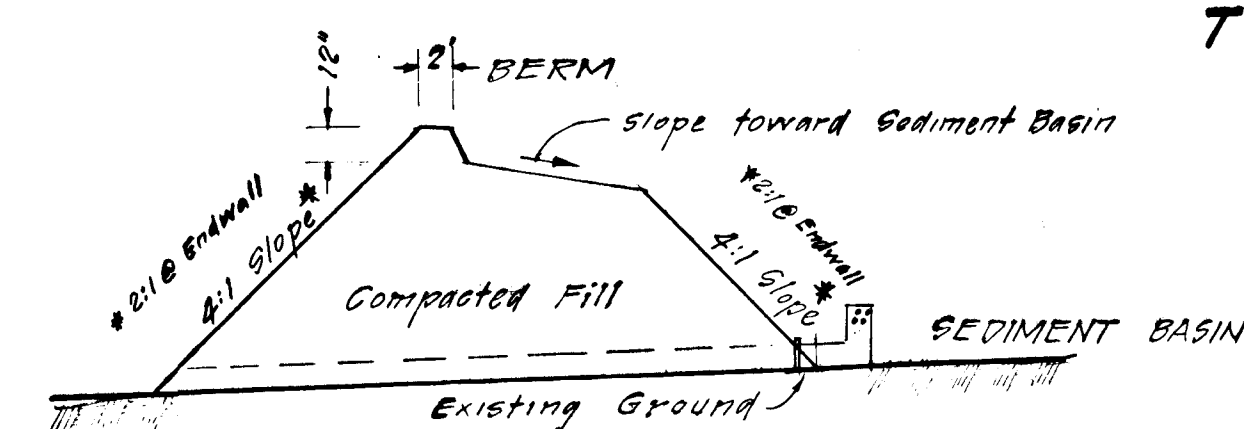 T
12"
2'
BERM
slope toward Sediment Basin
* 2:1 @ Endwall
4:1 Slope *
* 2:1 @ Endwall
4:1 Slope *
Compacted Fill
SEDIMENT BASIN
Existing Ground